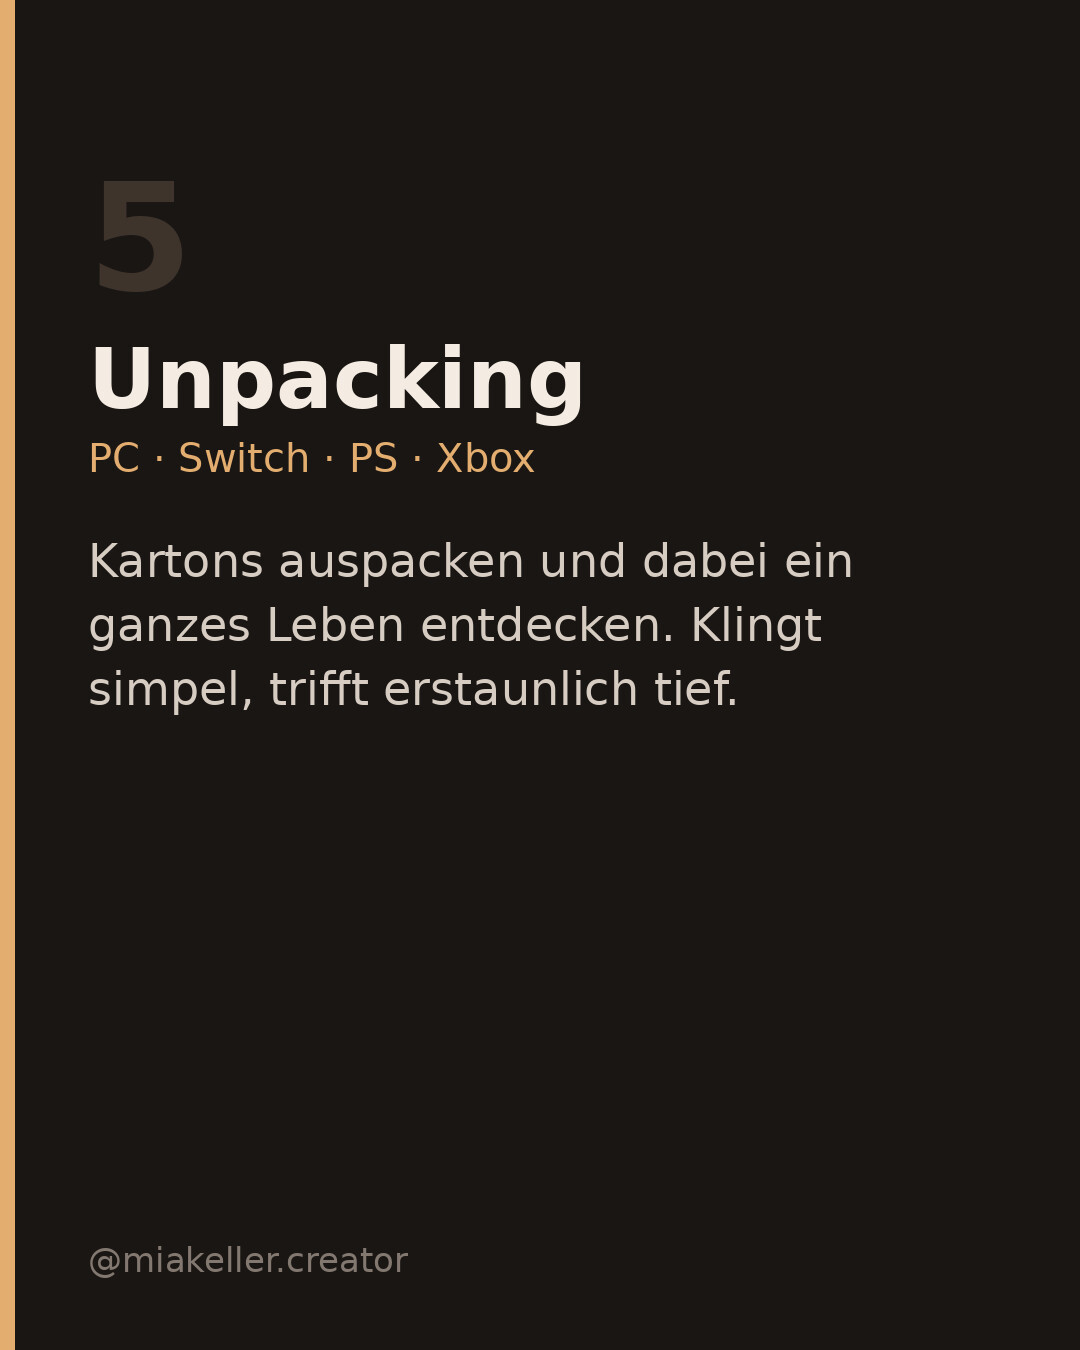 5
Unpacking
PC · Switch · PS · Xbox
Kartons auspacken und dabei ein
ganzes Leben entdecken. Klingt
simpel, trifft erstaunlich tief.
@miakeller.creator